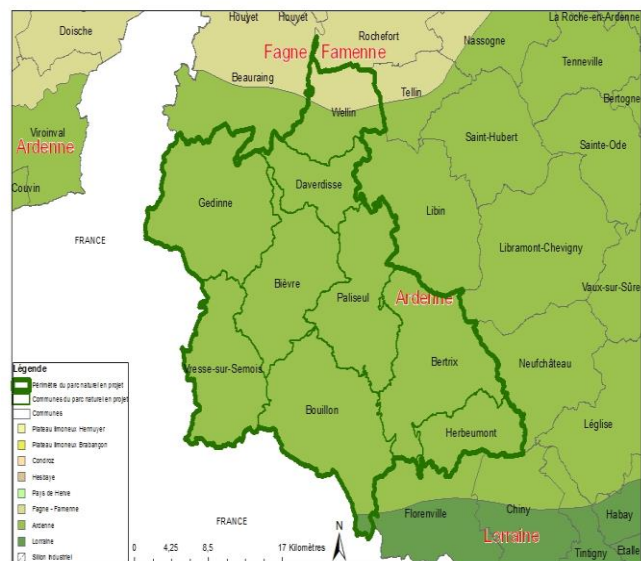 Houyet
Houyet
La Roche-en-Ardenne
Doische
Rochefort
Nassogne
Fagne
Famenne
Tenneville
Beauraing
Tellin
Bertogne
Wellin
Viroinval
Saint-Hubert
Ardenne
Sainte-Ode
Couvin
Daverdisse
Gedinne
Libin
FRANCE
Libramont-Chevigny
Bièvre
Vaux-sur-Sûre
Paliseul
Ardenne
Vresse-sur-Semois
Bertrix
Neufchâteau
Bouillon
Herbeumont
Léglise
Florenville
Chiny
Habay
FRANCE
Lorraine
Tintigny
Etalle
N
0 4,25 8,5 17 Kilomètres
Légende
Périmètre du parc naturel en projet
Communes du parc naturel en projet
Communes
Plateau limoneux Hennuyer
Plateau limoneux Brabançon
Condroz
Hesbaye
Pays de Herve
Fagne - Famenne
Ardenne
Lorraine
Sillon industriel